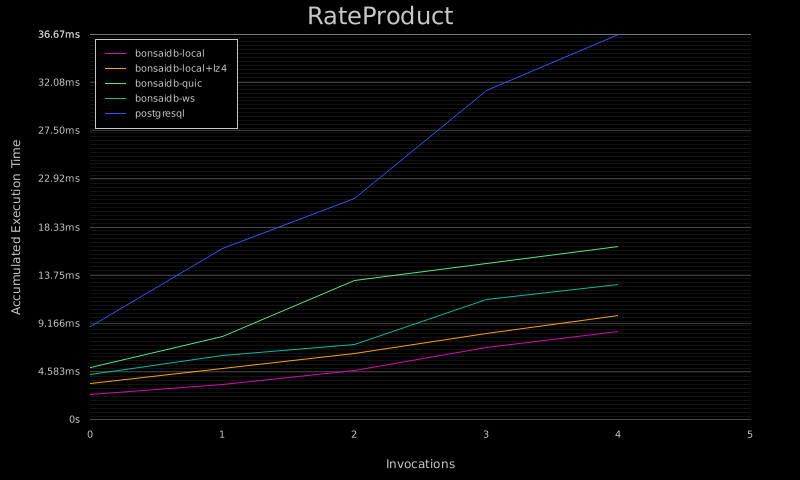 RateProduct
36.67ms
32.08ms
27.50ms
22.92ms
18.33ms
13.75ms
9.166ms
4.583ms
0s
bonsaidb-local
bonsaidb-local+lz4
bonsaidb-quic
bonsaidb-ws
postgresql
Accumulated Execution Time
0 1 2 3 4 5
Invocations